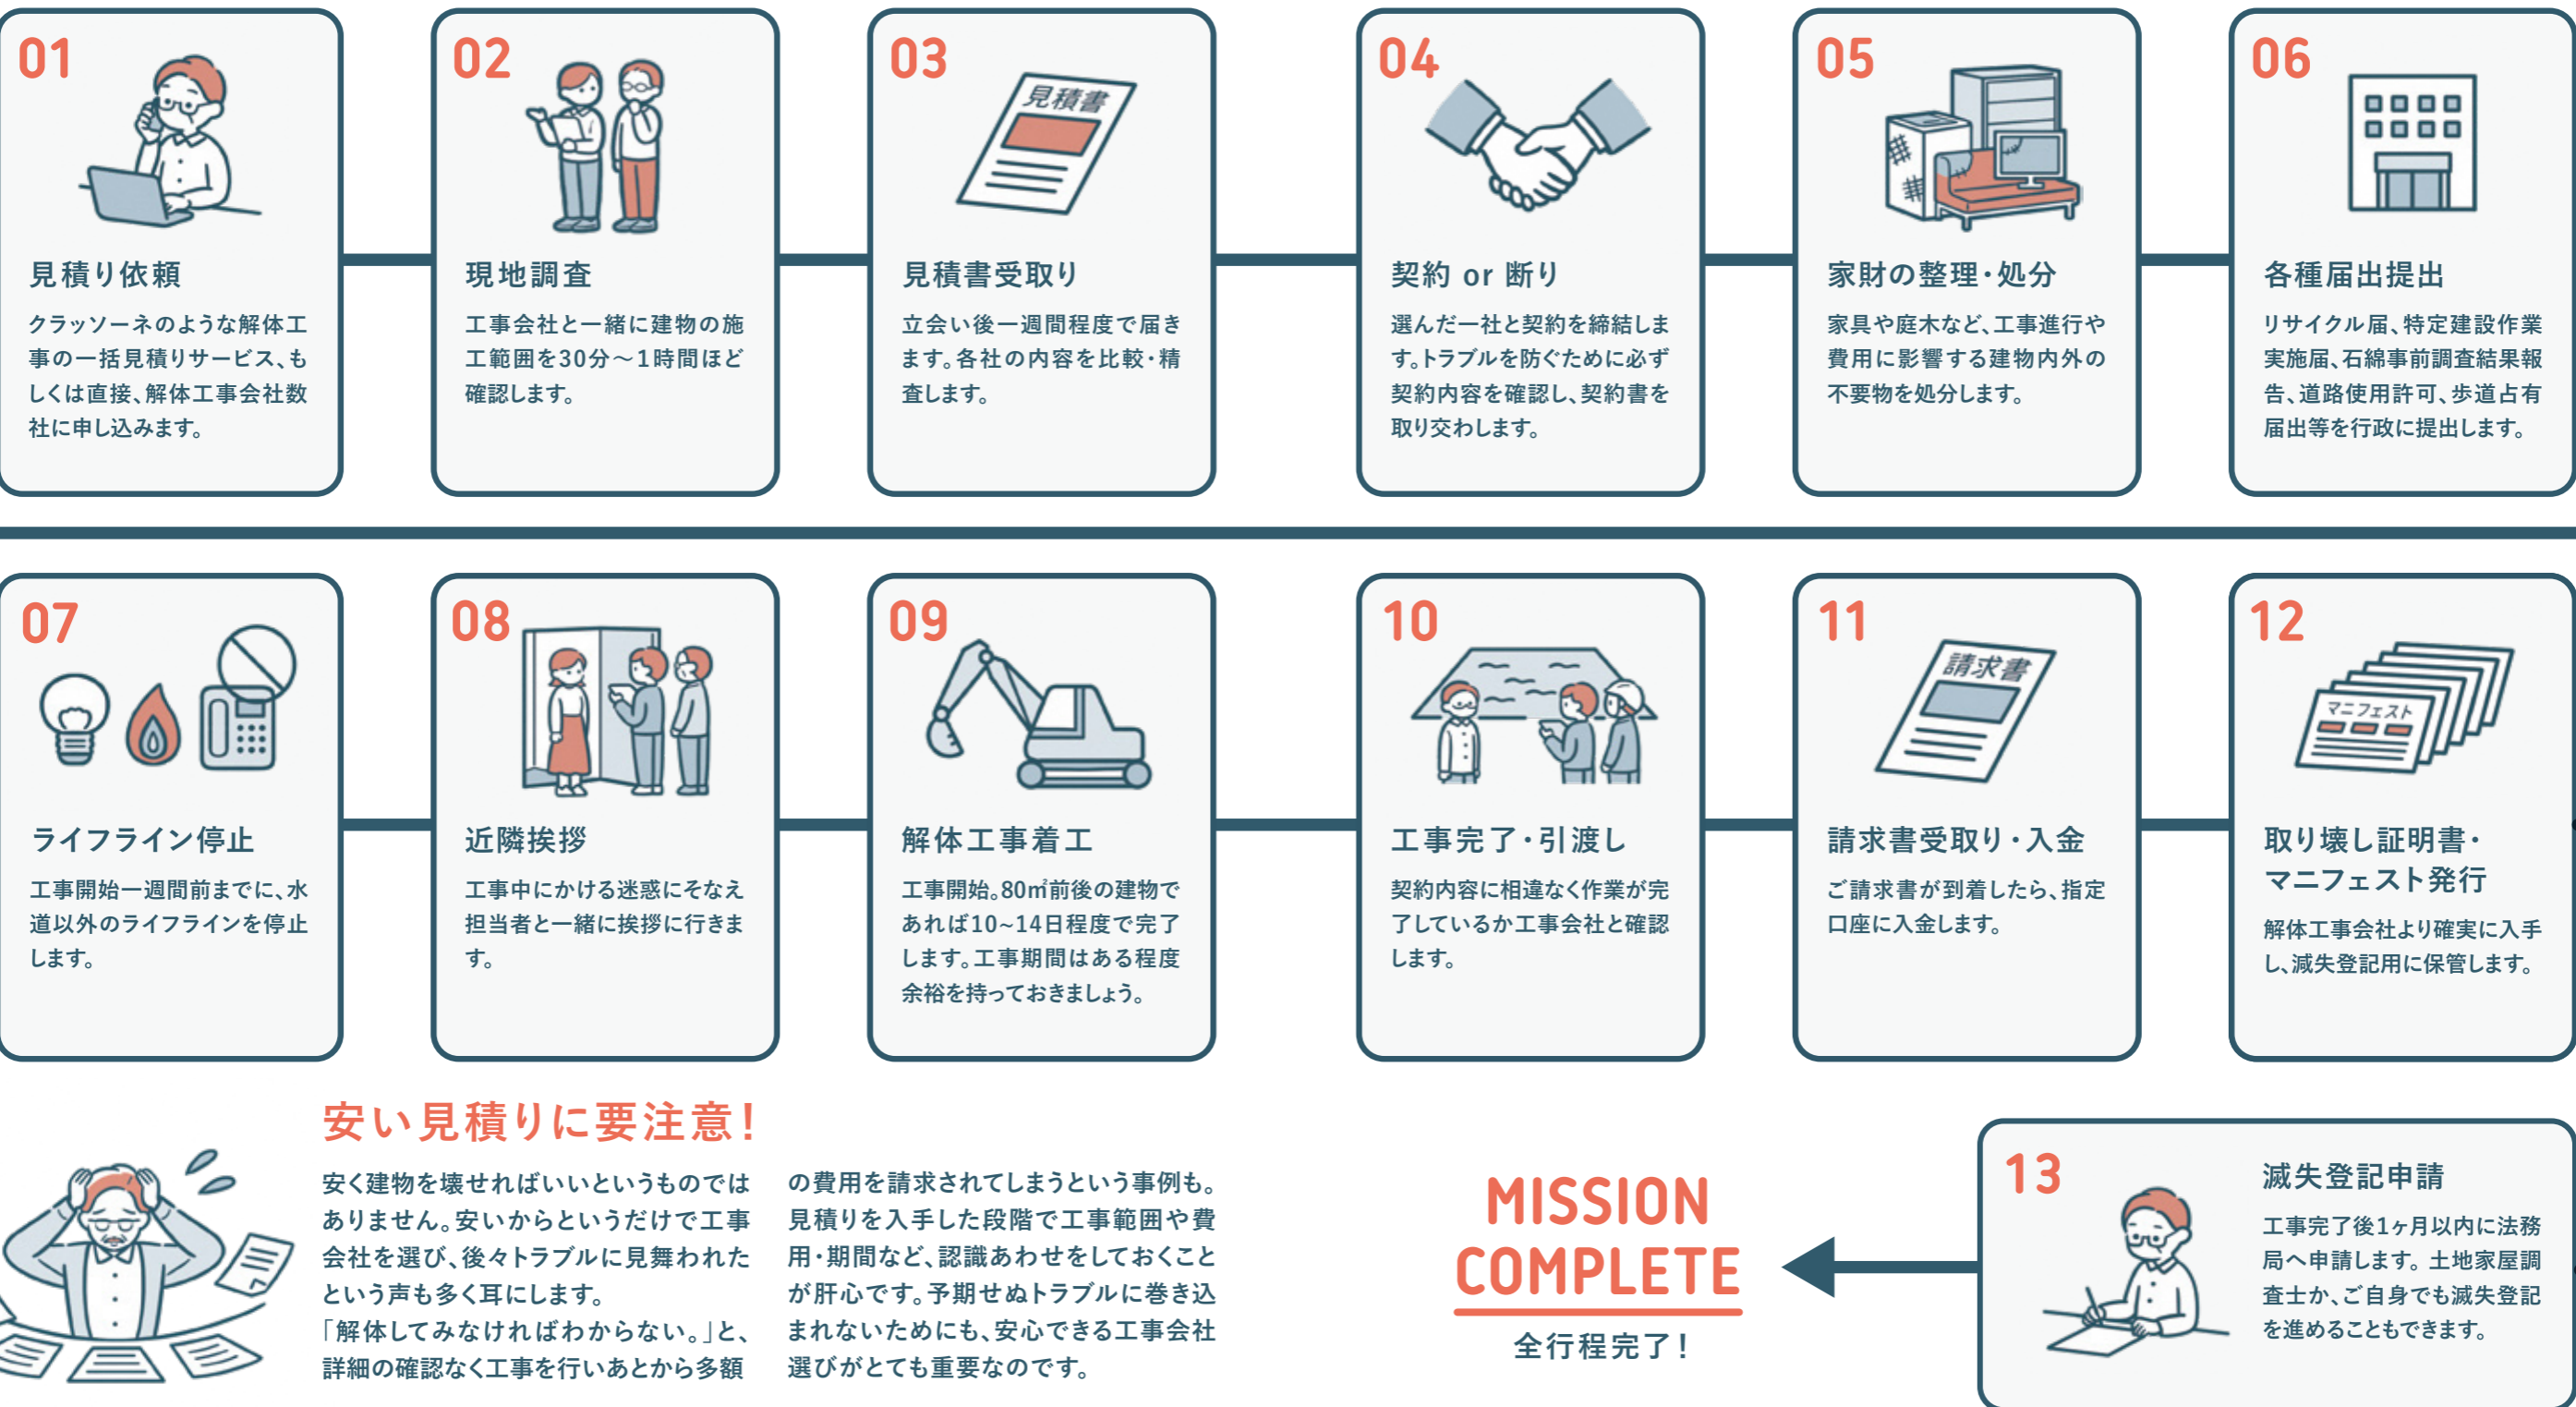 01
見積り依頼
クラッソーネのような解体工
事の一括見積りサービス、も
しくは直接、解体工事会社数
社に申し込みます。
02
現地調査
工事会社と一緒に建物の施
工範囲を30分〜1時間ほど
確認します。
03
見積書
見積書受取り
立会い後一週間程度で届き
ます。各社の内容を比較・精
査します。
04
契約 or 断り
選んだ一社と契約を締結しま
す。トラブルを防ぐために必ず
契約内容を確認し、契約書を
取り交わします。
05
家財の整理・処分
家具や庭木など、工事進行や
費用に影響する建物内外の
不要物を処分します。
06
各種届出提出
リサイクル届、特定建設作業
実施届、石綿事前調査結果報
告、道路使用許可、歩道占有
届出等を行政に提出します。
07
ライフライン停止
工事開始一週間前までに、水
道以外のライフラインを停止
します。
08
近隣挨拶
工事中にかける迷惑にそなえ
担当者と一緒に挨拶に行きま
す。
09
解体工事着工
工事開始。80㎡前後の建物で
あれば10~14日程度で完了
します。工事期間はある程度
余裕を持っておきましょう。
10
工事完了・引渡し
契約内容に相違なく作業が完
了しているか工事会社と確認
します。
11
請求書
請求書受取り・入金
ご請求書が到着したら、指定
口座に入金します。
12
マニフェスト
取り壊し証明書・
マニフェスト発行
解体工事会社より確実に入手
し、滅失登記用に保管します。
安い見積りに要注意！
安く建物を壊せればいいというものでは
ありません。安いからというだけで工事
会社を選び、後々トラブルに見舞われた
という声も多く耳にします。
「解体してみなければわからない。」と、
詳細の確認なく工事を行いあとから多額
の費用を請求されてしまうという事例も。
見積りを入手した段階で工事範囲や費
用・期間など、認識あわせをしておくこと
が肝心です。予期せぬトラブルに巻き込
まれないためにも、安心できる工事会社
選びがとても重要なのです。
13
滅失登記申請
工事完了後1ヶ月以内に法務
局へ申請します。土地家屋調
査士か、ご自身でも滅失登記
を進めることもできます。
MISSION
COMPLETE
全行程完了！